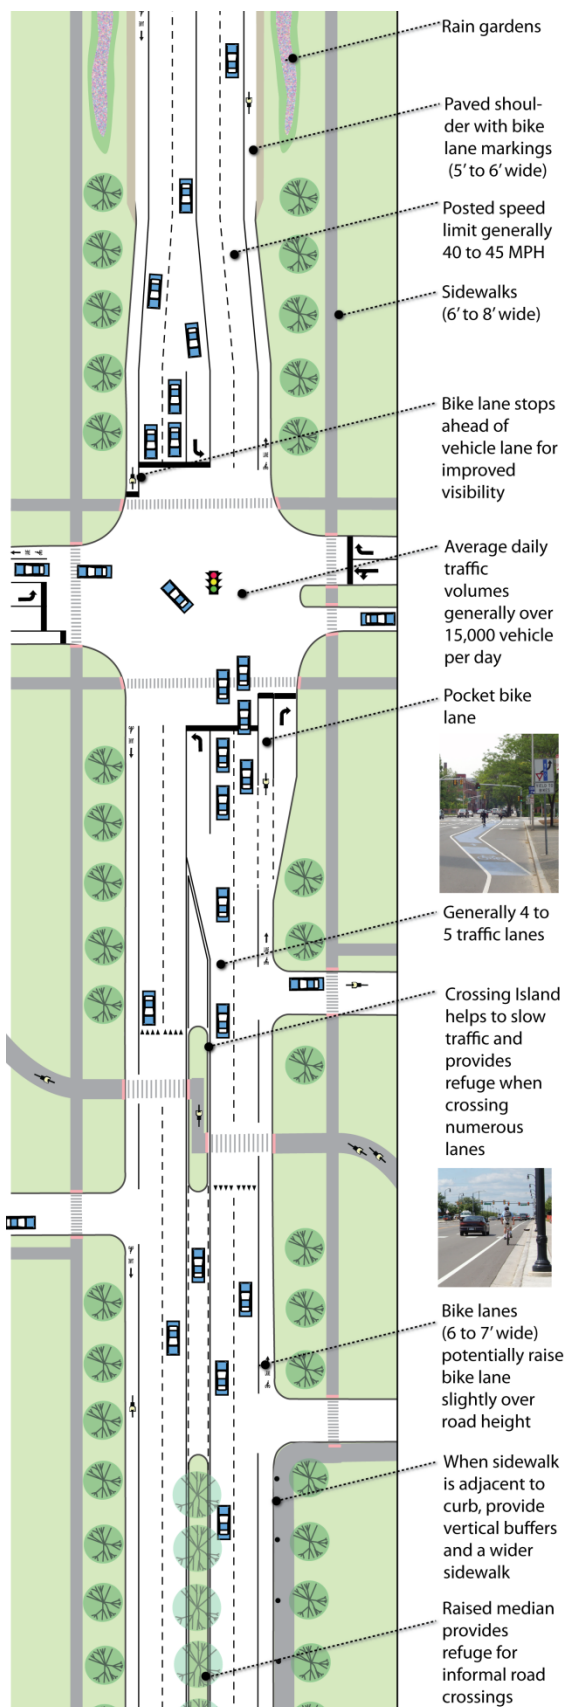 Rain gardens
Paved shoul-
der with bike
lane markings
(5' to 6' wide)
Posted speed
limit generally
40 to 45 MPH
Sidewalks
(6' to 8' wide)
Bike lane stops
ahead of
vehicle lane for
improved
visibility
Average daily
traffic
volumes
generally over
15,000 vehicle
per day
Pocket bike
lane
Generally 4 to
5 traffic lanes
Crossing Island
helps to slow
traffic and
provides
refuge when
crossing
numerous
lanes
Bike lanes
(6 to 7' wide)
potentially raise
bike lane
slightly over
road height
When sidewalk
is adjacent to
curb, provide
vertical buffers
and a wider
sidewalk
Raised median
provides
refuge for
informal road
crossings